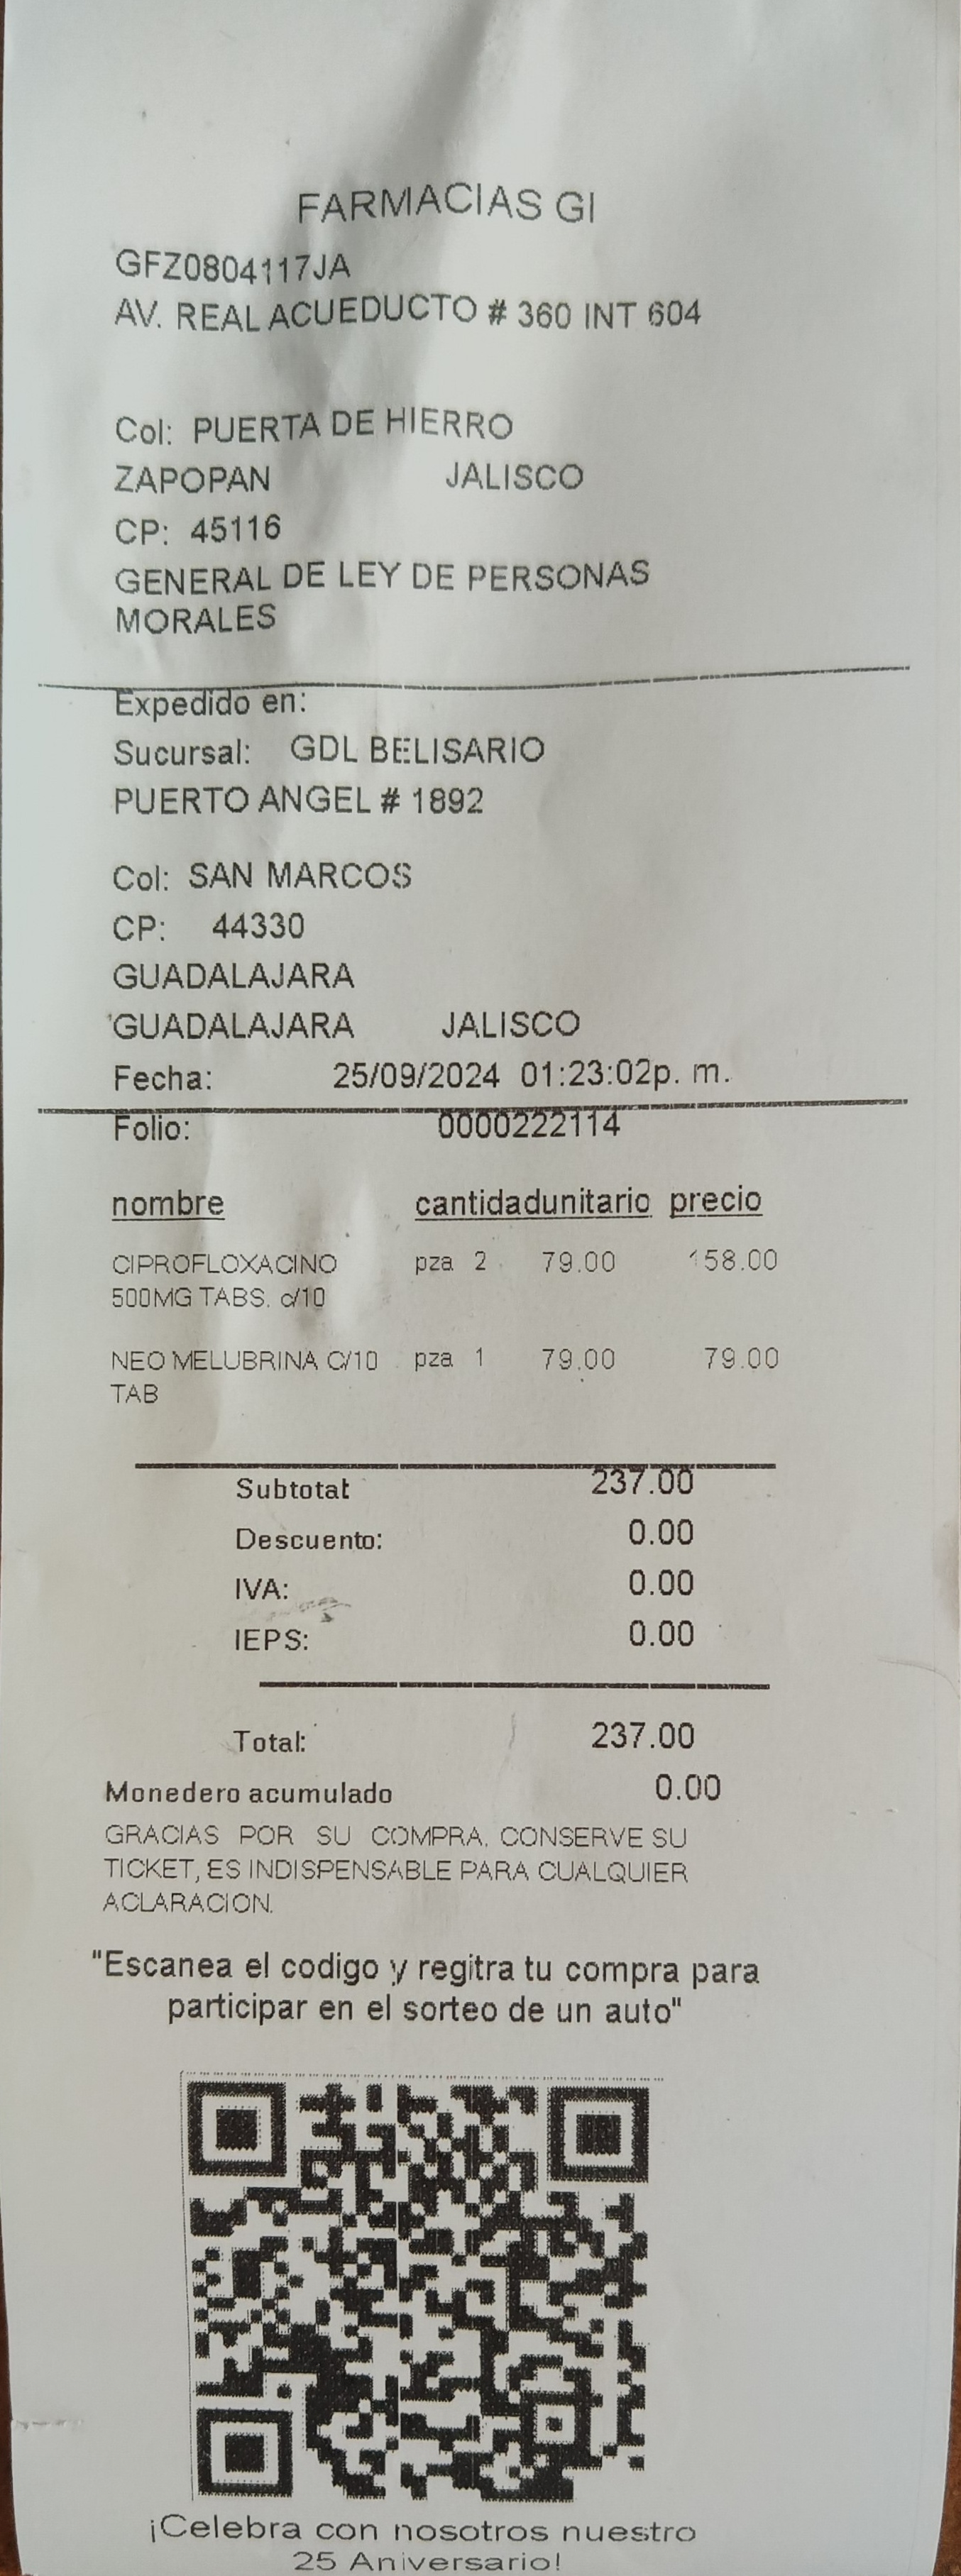 FARMACIAS GI
GFZ0804117JA
AV. REAL ACUEDUCTO # 360 INT 604
Col: PUERTA DE HIERRO
ZAPOPAN JALISCO
CP: 45116
GENERAL DE LEY DE PERSONAS
MORALES
Expedido en:
Sucursal: GDL BELISARIO
PUERTO ANGEL # 1892
Col: SAN MARCOS
CP: 44330
GUADALAJARA
GUADALAJARA JALISCO
Fecha: 25/09/2024 01:23:02p. m.
Folio: 0000222114
nombre cantidadunitario precio
CIPROFLOXACINO pza 2 79.00 158.00
500MG TABS. c/10
NEO MELUBRINA C/10 pza 1 79.00 79.00
TAB
Subtotal: 237.00
Descuento: 0.00
IVA: 0.00
IEPS: 0.00
Total: 237.00
Monedero acumulado 0.00
GRACIAS POR SU COMPRA. CONSERVE SU
TICKET, ES INDISPENSABLE PARA CUALQUIER
ACLARACION.
"Escanea el codigo y regitra tu compra para
participar en el sorteo de un auto"
¡Celebra con nosotros nuestro
25 Aniversario!